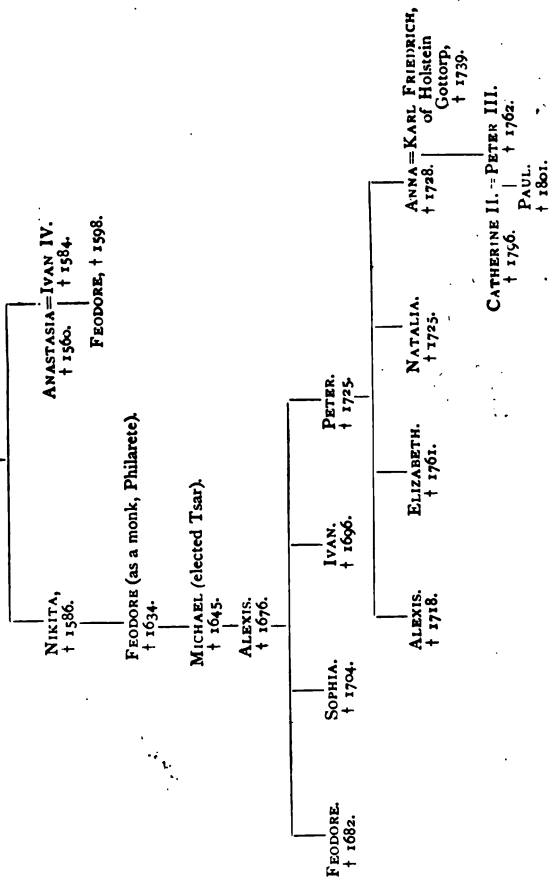 NIKITA,
† 1586.
ANASTASIA=IVAN IV.
† 1560. † 1584.
FEODORE, † 1598.
FEODORE (as a monk, Philarete).
† 1634.
MICHAEL (elected Tsar).
† 1645.
ALEXIS.
† 1676.
FEODORE.
† 1682.
SOPHIA.
† 1704.
IVAN.
† 1696.
PETER.
† 1725.
ALEXIS.
† 1718.
ELIZABETH.
† 1761.
NATALIA.
† 1725.
ANNA=KARL FRIEDRICH,
† 1728. of Holstein
Gottorp,
† 1739.
CATHERINE II.=PETER III.
† 1796. † 1762.
PAUL.
† 1801.